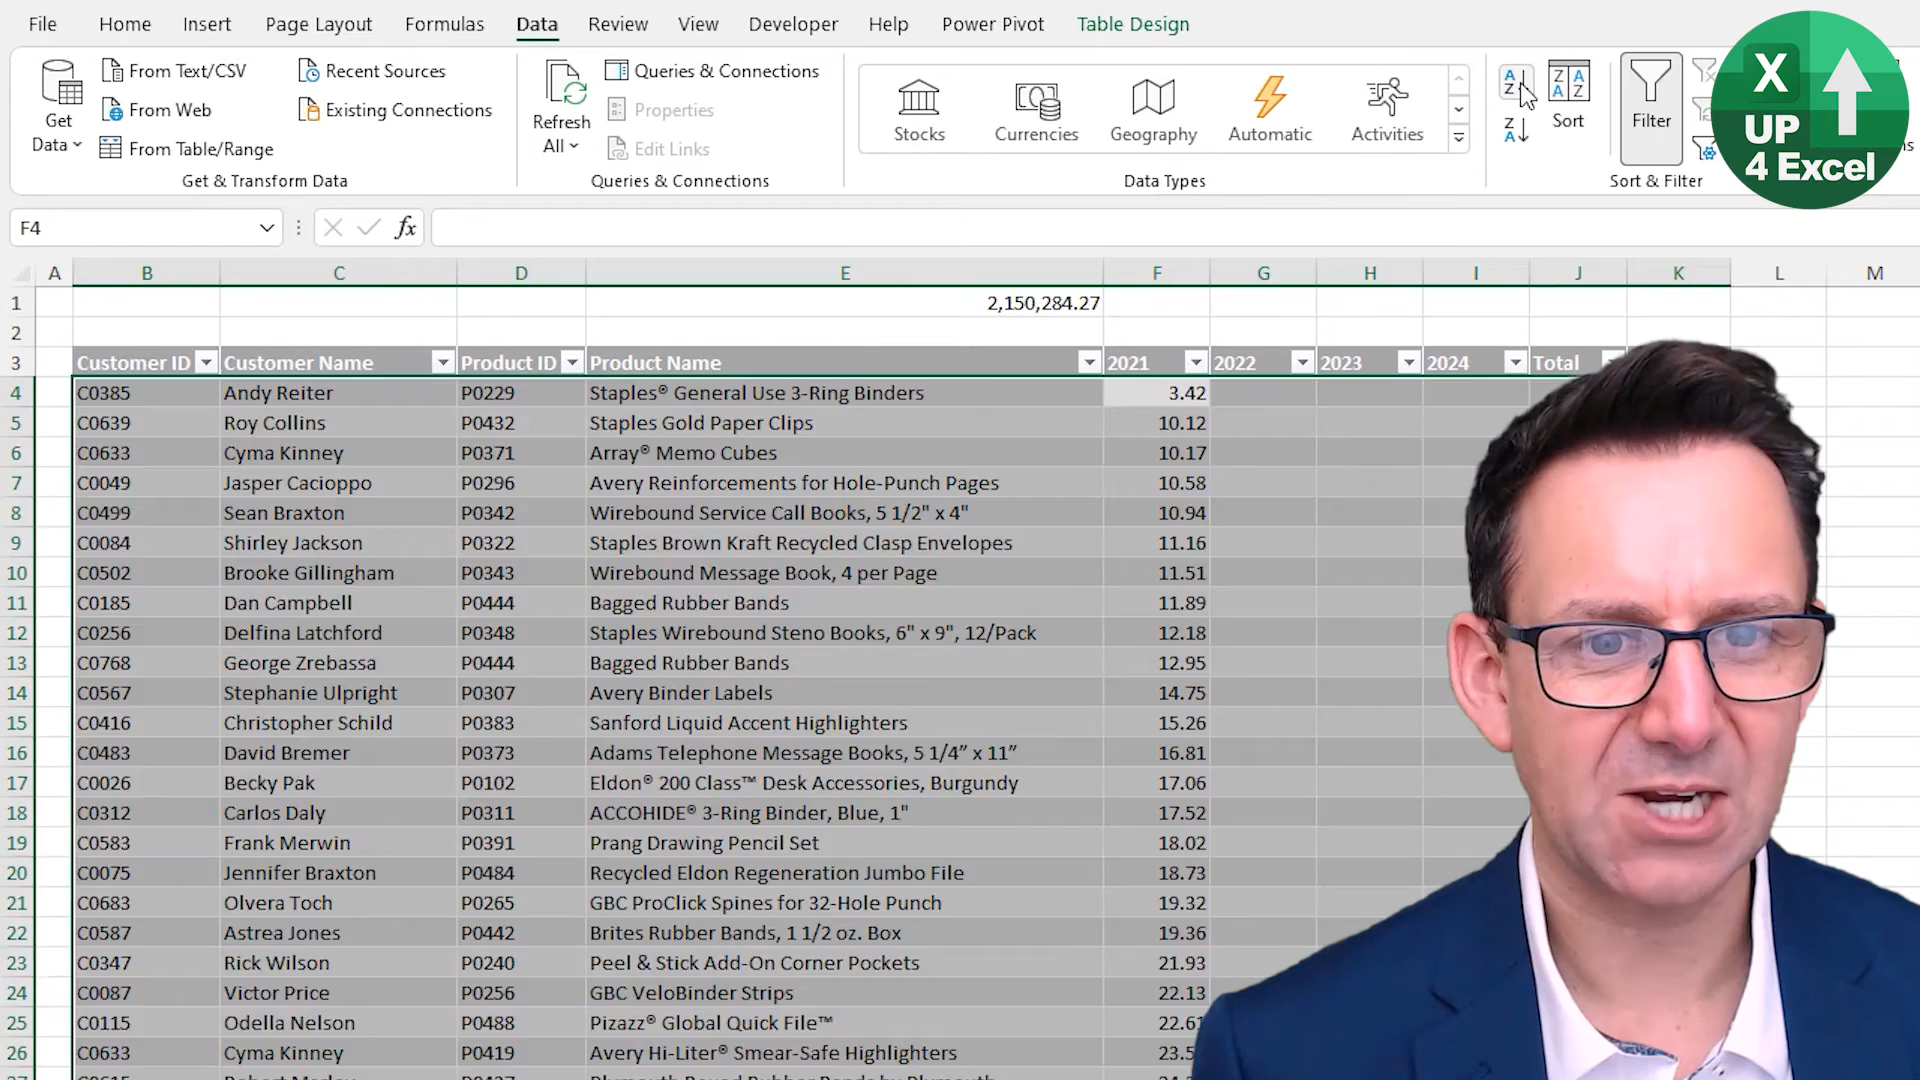 File Home Insert Page Layout Formulas Data Review View Developer Help Power Pivot Table Design
Get Data
From Text/CSV
From Web
From Table/Range
Recent Sources
Existing Connections
Get & Transform Data
Refresh All
Queries & Connections
Properties
Edit Links
Queries & Connections
Stocks Currencies Geography Automatic Activities
Data Types
Sort
Filter
Sort & Filter
X
UP
4 Excel
F4 fx
A B C D E F G H I J K L M
1 2,150,284.27
2
3 Customer ID Customer Name Product ID Product Name 2021 2022 2023 2024 Total
4 C0385 Andy Reiter P0229 Staples® General Use 3-Ring Binders 3.42
5 C0639 Roy Collins P0432 Staples Gold Paper Clips 10.12
6 C0633 Cyma Kinney P0371 Array® Memo Cubes 10.17
7 C0049 Jasper Cacioppo P0296 Avery Reinforcements for Hole-Punch Pages 10.58
8 C0499 Sean Braxton P0342 Wirebound Service Call Books, 5 1/2" x 4" 10.94
9 C0084 Shirley Jackson P0322 Staples Brown Kraft Recycled Clasp Envelopes 11.16
10 C0502 Brooke Gillingham P0343 Wirebound Message Book, 4 per Page 11.51
11 C0185 Dan Campbell P0444 Bagged Rubber Bands 11.89
12 C0256 Delfina Latchford P0348 Staples Wirebound Steno Books, 6" x 9", 12/Pack 12.18
13 C0768 George Zrebassa P0444 Bagged Rubber Bands 12.95
14 C0567 Stephanie Ulpright P0307 Avery Binder Labels 14.75
15 C0416 Christopher Schild P0383 Sanford Liquid Accent Highlighters 15.26
16 C0483 David Bremer P0373 Adams Telephone Message Books, 5 1/4” x 11” 16.81
17 C0026 Becky Pak P0102 Eldon® 200 Class™ Desk Accessories, Burgundy 17.06
18 C0312 Carlos Daly P0311 ACCOHIDE® 3-Ring Binder, Blue, 1" 17.52
19 C0583 Frank Merwin P0391 Prang Drawing Pencil Set 18.02
20 C0075 Jennifer Braxton P0484 Recycled Eldon Regeneration Jumbo File 18.73
21 C0683 Olvera Toch P0265 GBC ProClick Spines for 32-Hole Punch 19.32
22 C0587 Astrea Jones P0442 Brites Rubber Bands, 1 1/2 oz. Box 19.36
23 C0347 Rick Wilson P0240 Peel & Stick Add-On Corner Pockets 21.93
24 C0087 Victor Price P0256 GBC VeloBinder Strips 22.13
25 C0115 Odella Nelson P0488 Pizazz® Global Quick File™ 22.61
26 C0633 Cyma Kinney P0419 Avery Hi-Liter® Smear-Safe Highlighters 23.5